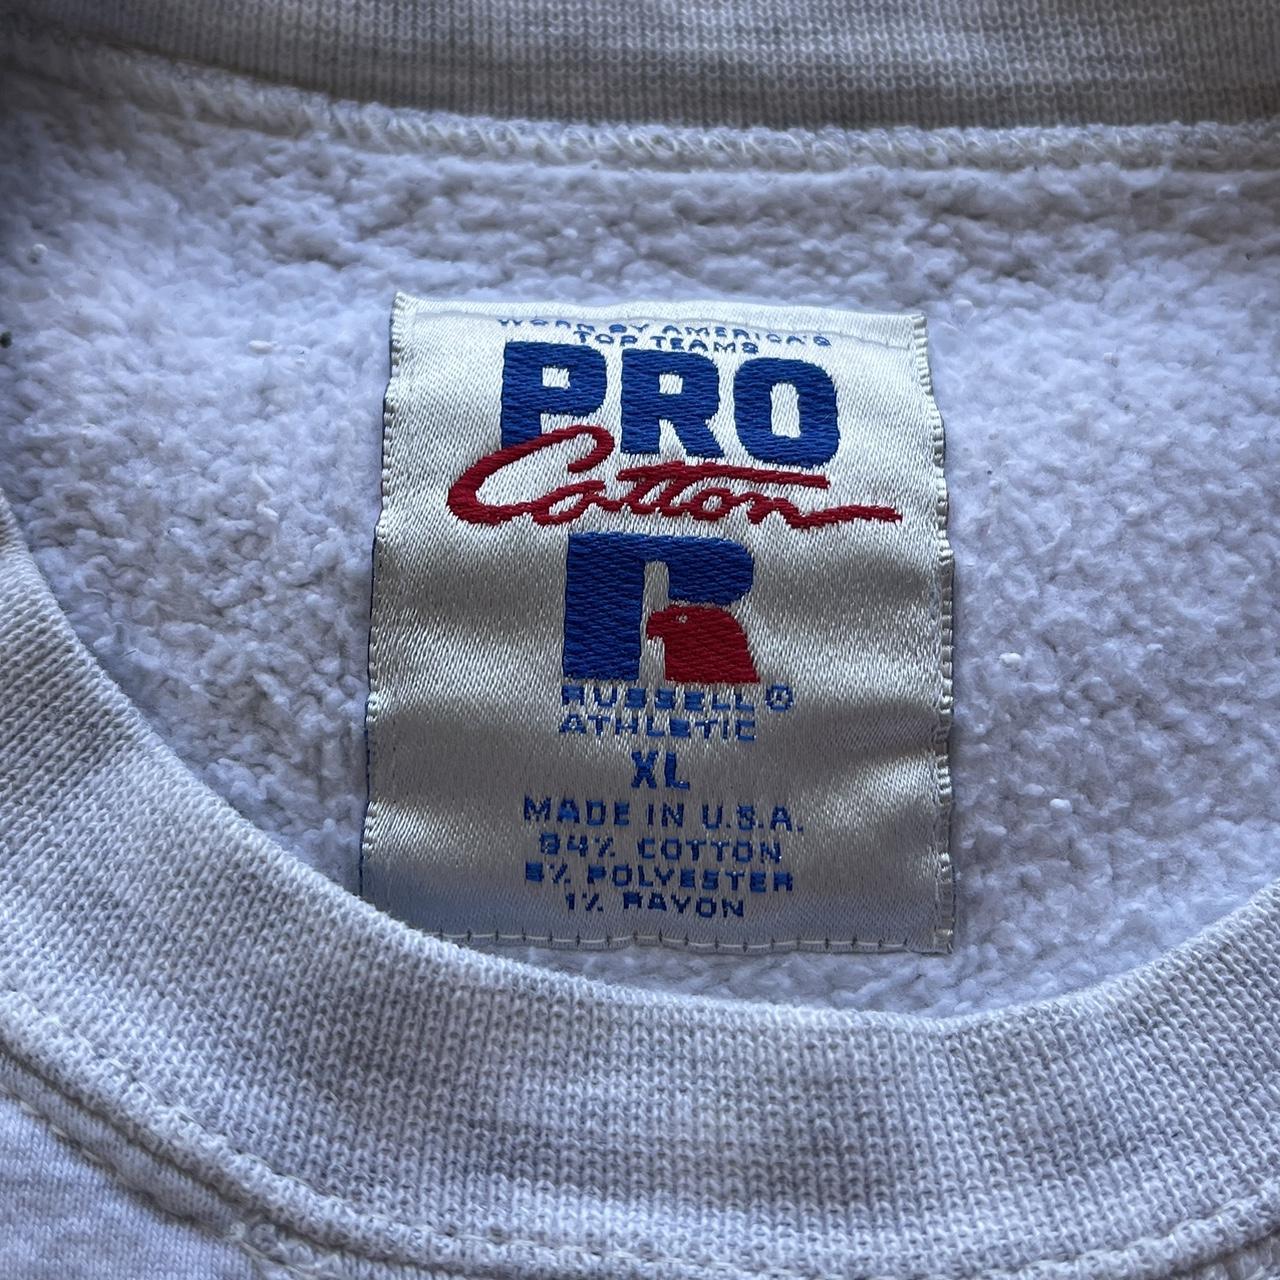 WORN BY AMERICA'S
TOP TEAMS
PRO
Cotton
R
RUSSELL ®
ATHLETIC
XL
MADE IN U.S.A.
94% COTTON
5% POLYESTER
1% RAYON